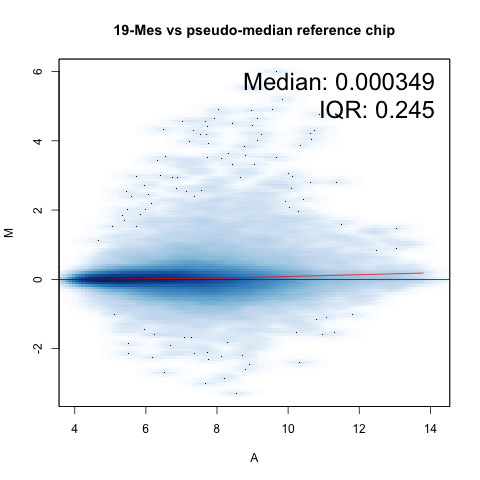 19-Mes vs pseudo-median reference chip
Median: 0.000349
IQR: 0.245
6
4
2
0
-2
M
4 6 8 10 12 14
A